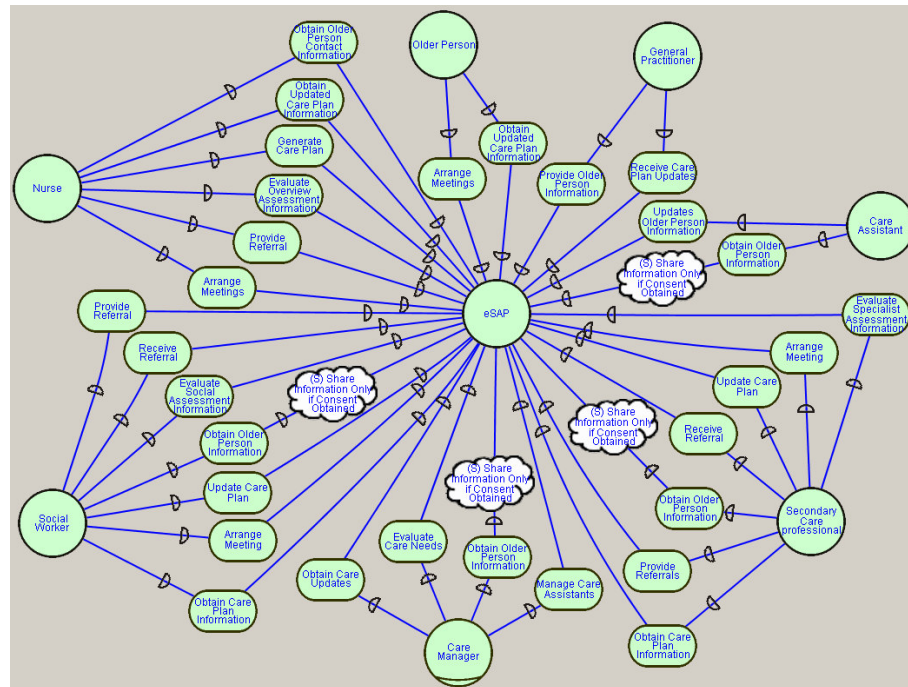 Obtain Older
Person
Contact
Information
Older Person
General
Practitioner
Obtain
Updated
Care Plan
Information
Generate
Care Plan
Obtain
Updated
Care Plan
Information
Nurse
Evaluate
Overview
Assessment
Information
Arrange
Meetings
Provide Older
Person
Information
Receive Care
Plan Updates
Updates
Older Person
Information
Care
Assistant
Provide
Referral
Obtain Older
Person
Information
(S) Share
Information Only
if Consent
Obtained
Arrange
Meetings
Provide
Referral
eSAP
Evaluate
Specialist
Assessment
Information
Receive
Referral
Arrange
Meeting
Evaluate
Social
Assessment
Information
(S) Share
Information Only
if Consent
Obtained
Update Care
Plan
(S) Share
Information Only
if Consent
Obtained
Obtain Older
Person
Information
Receive
Referral
(S) Share
Information Only
if Consent
Obtained
Update Care
Plan
Obtain Older
Person
Information
Social
Worker
Secondary
Care
professional
Arrange
Meeting
Evaluate
Care Needs
Obtain Older
Person
Information
Obtain Care
Updates
Manage Care
Assistants
Provide
Referrals
Obtain Care
Plan
Information
Care
Manager
Obtain Care
Plan
Information